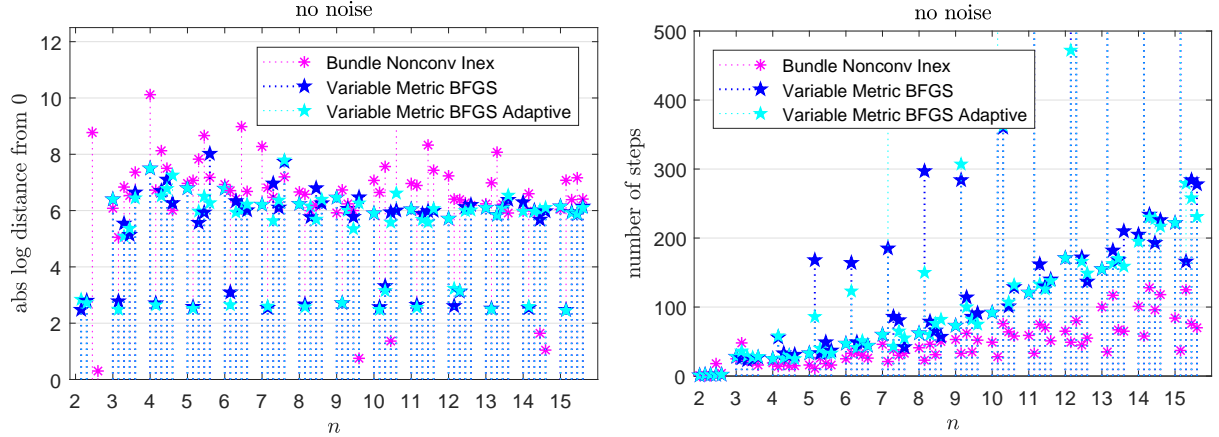 no noise
abs log distance from 0
12
10
8
6
4
2
0
Bundle Nonconv Inex
Variable Metric BFGS
Variable Metric BFGS Adaptive
2 3 4 5 6 7 8 9 10 11 12 13 14 15
n
no noise
number of steps
500
400
300
200
100
0
Bundle Nonconv Inex
Variable Metric BFGS
Variable Metric BFGS Adaptive
2 3 4 5 6 7 8 9 10 11 12 13 14 15
n